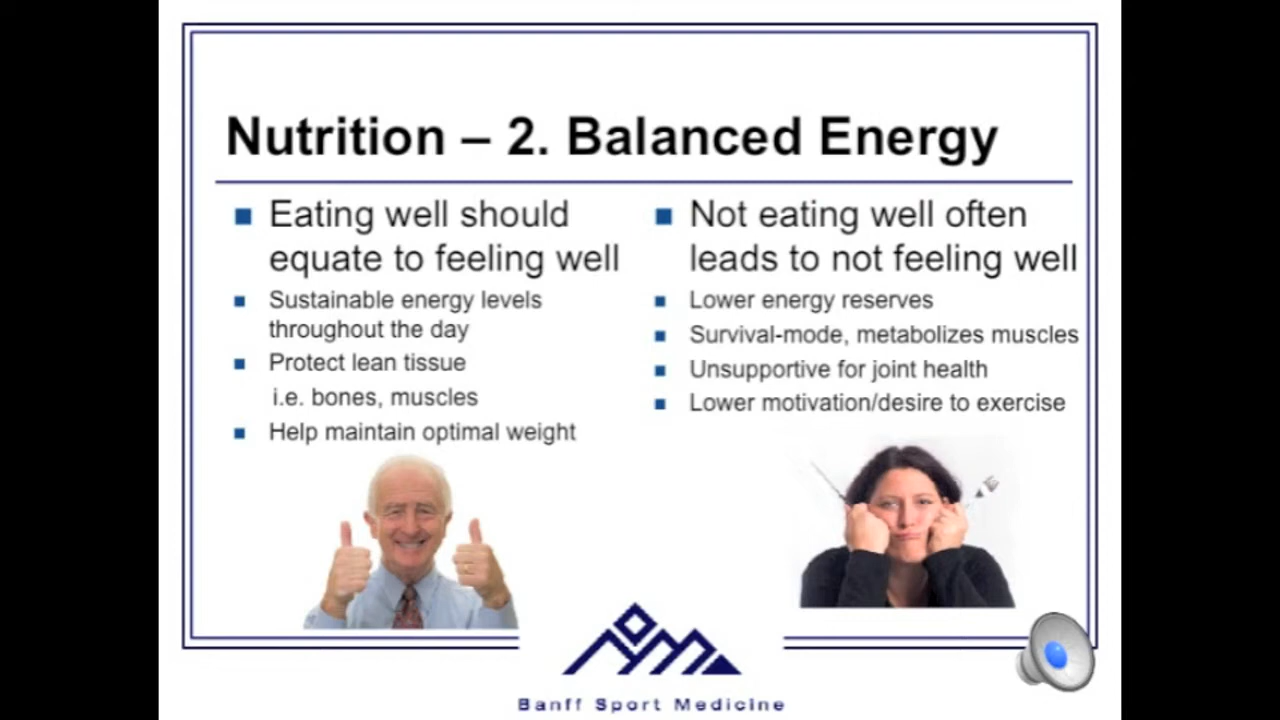 Nutrition – 2. Balanced Energy
Eating well should
equate to feeling well
Sustainable energy levels
throughout the day
Protect lean tissue
i.e. bones, muscles
Help maintain optimal weight
Not eating well often
leads to not feeling well
Lower energy reserves
Survival-mode, metabolizes muscles
Unsupportive for joint health
Lower motivation/desire to exercise
Banff Sport Medicine